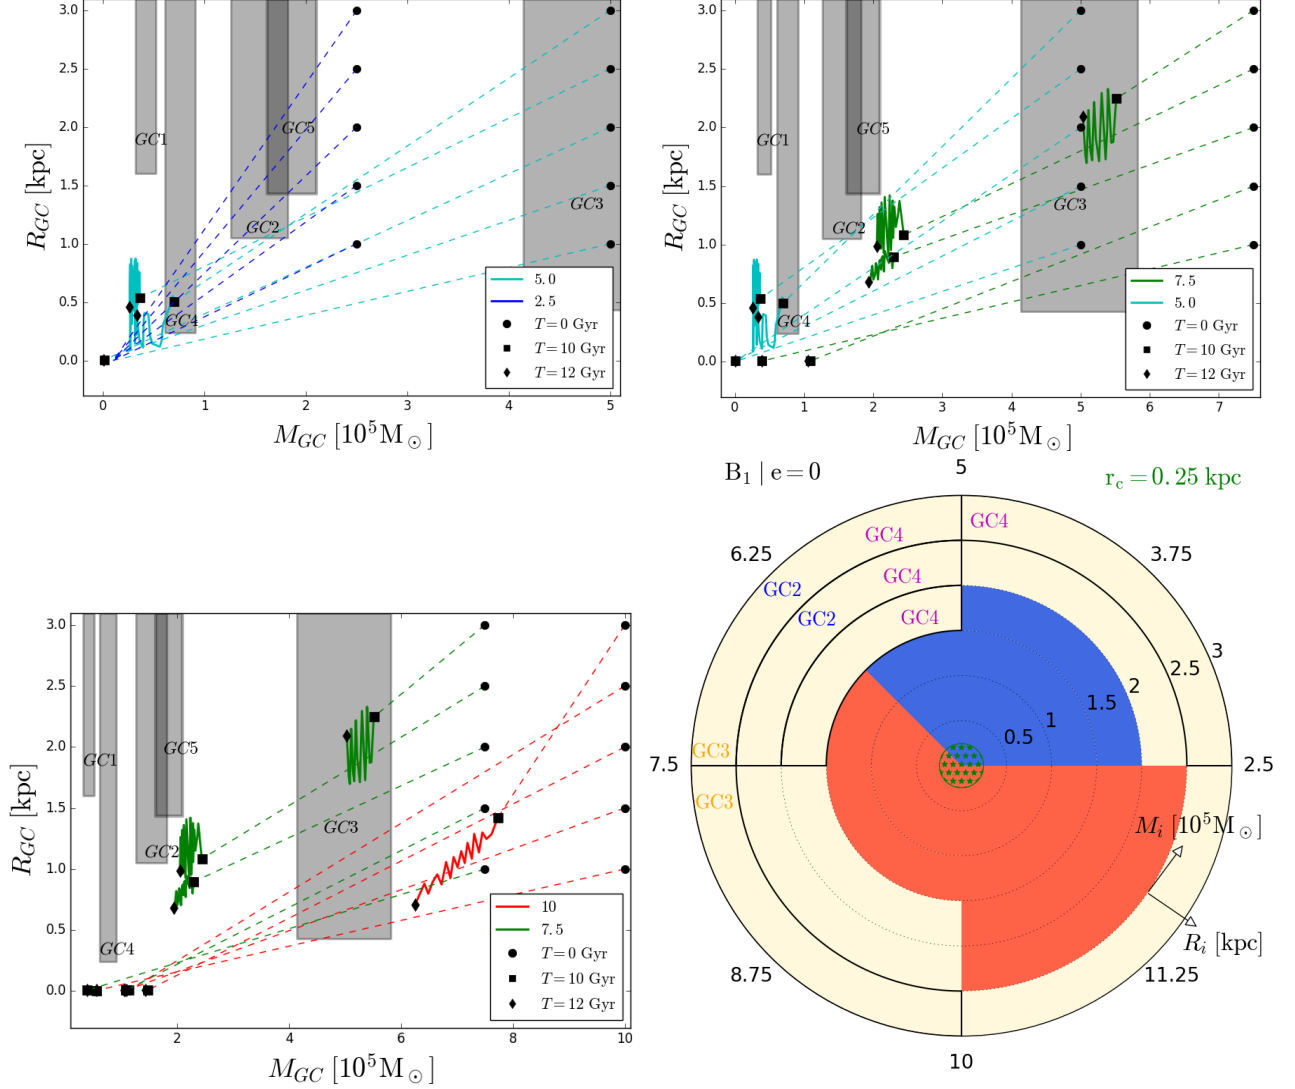 3.0
2.5
2.0
1.5
1.0
0.5
0.0
R_GC [kpc]
GC1
GC5
GC2
GC3
GC4
5.0
2.5
T = 0 Gyr
T = 10 Gyr
T = 12 Gyr
0 1 2 3 4 5
M_GC [10^5 M_⊙]
3.0
2.5
2.0
1.5
1.0
0.5
0.0
R_GC [kpc]
GC1
GC5
GC2
GC3
GC4
7.5
5.0
T = 0 Gyr
T = 10 Gyr
T = 12 Gyr
0 1 2 3 4 5 6 7
M_GC [10^5 M_⊙]
3.0
2.5
2.0
1.5
1.0
0.5
0.0
R_GC [kpc]
GC5
GC1
GC3
GC2
GC4
10
7.5
T = 0 Gyr
T = 10 Gyr
T = 12 Gyr
2 4 6 8 10
M_GC [10^5 M_⊙]
B_1 | e = 0
5
r_c = 0.25 kpc
GC4 GC4
6.25 3.75
GC4
GC2
GC4
GC2
3
2.5
2
1.5
1
0.5
GC3
7.5 2.5
GC3
M_i [10^5 M_⊙]
R_i [kpc]
8.75 11.25
10